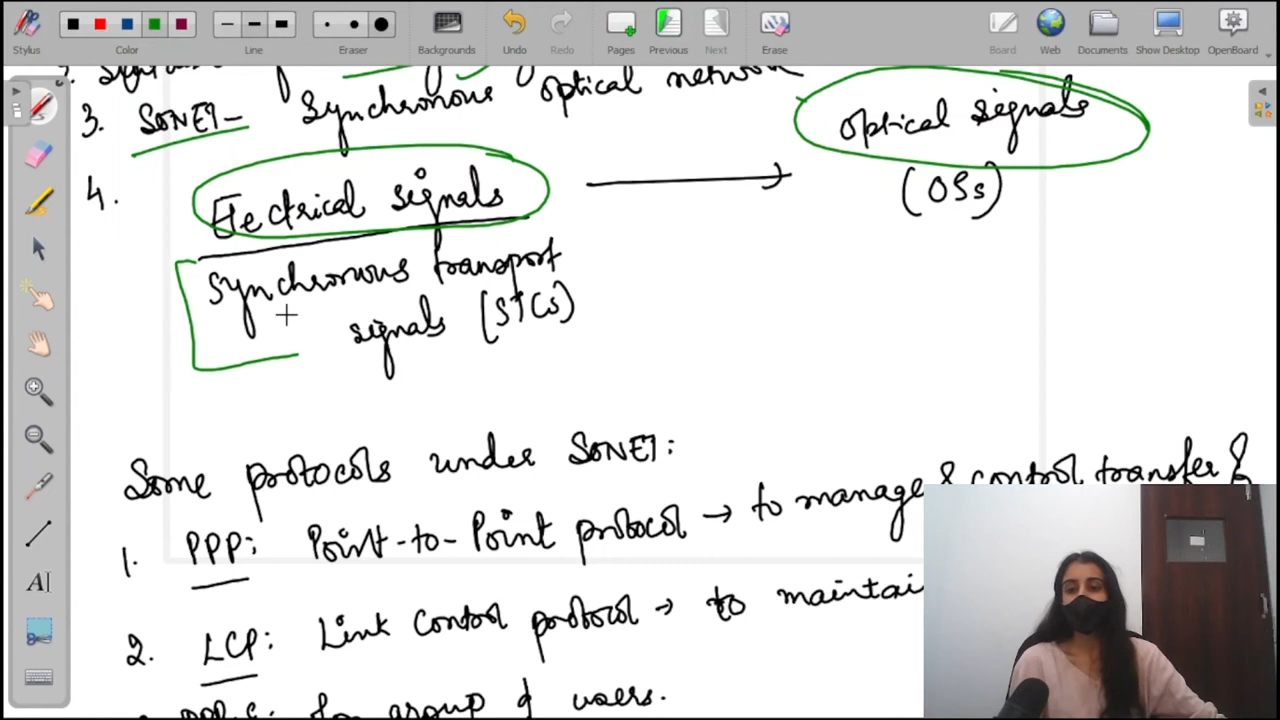 Stylus
Color
Line
Eraser
Backgrounds
Undo
Redo
Pages
Previous
Next
Erase
Board
Web
Documents
Show Desktop
OpenBoard
3. SONET- Synchronous optical network
optical signals
4. Electrical signals
(OSs)
Synchronous transport
signals (STCs)
Some protocols under SONET:
1. PPP: Point-to-Point protocol → to manage & control transfer &
2. LCP: Link Control protocol → to maintai
for group of users.